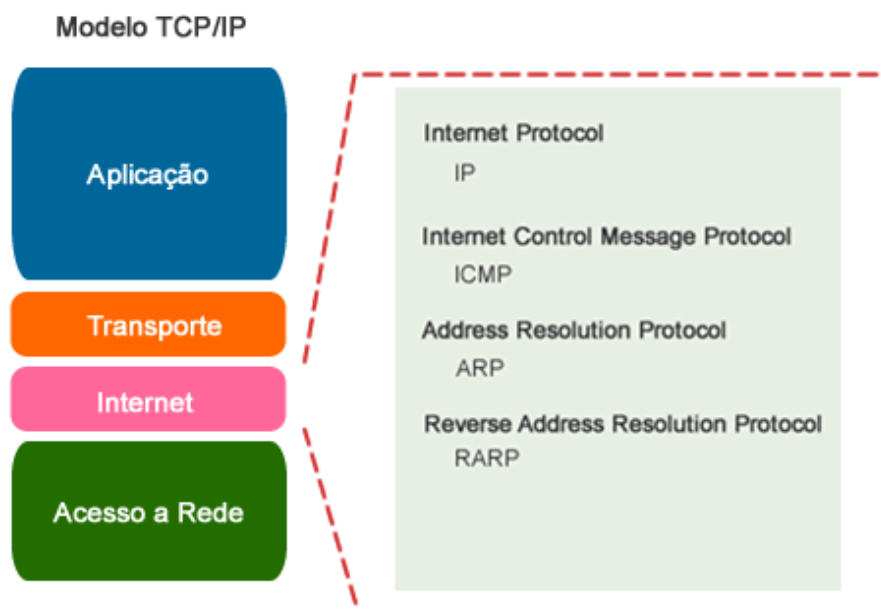 Modelo TCP/IP
Aplicação
Transporte
Internet
Acesso a Rede
Internet Protocol
IP
Internet Control Message Protocol
ICMP
Address Resolution Protocol
ARP
Reverse Address Resolution Protocol
RARP